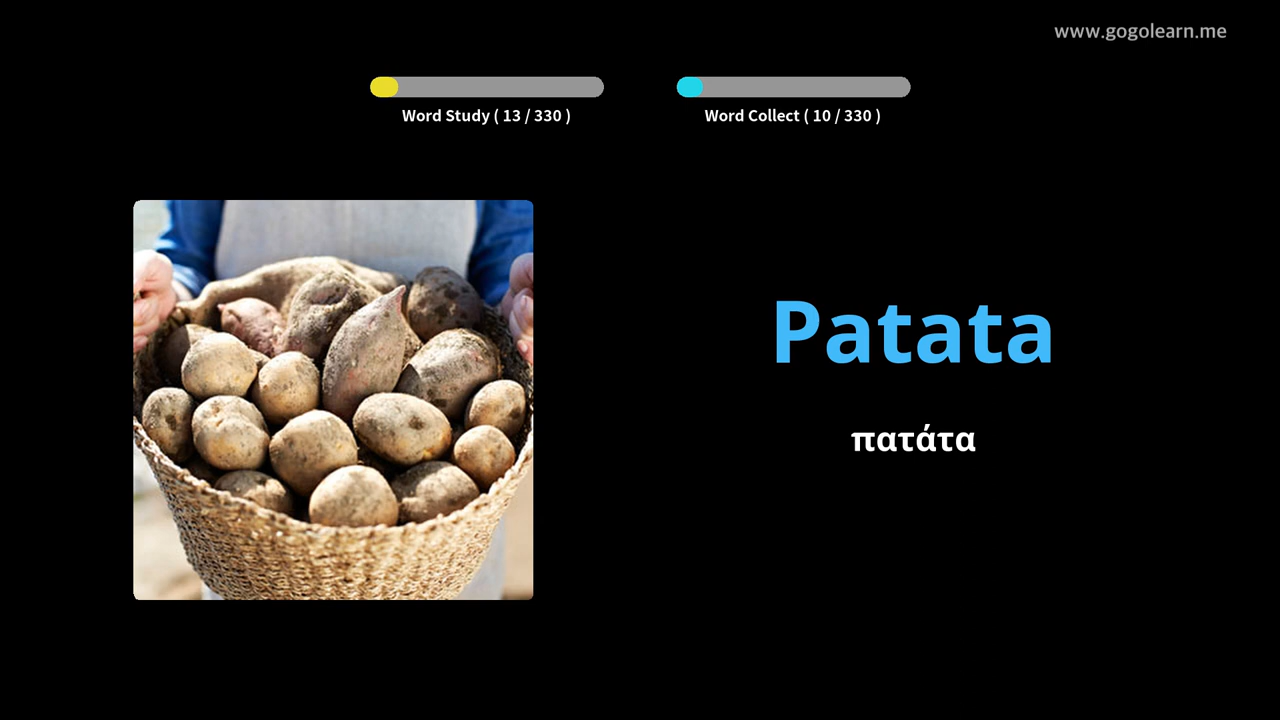 www.gogolearn.me
Word Study ( 13 / 330 )
Word Collect ( 10 / 330 )
Patata
πατάτα